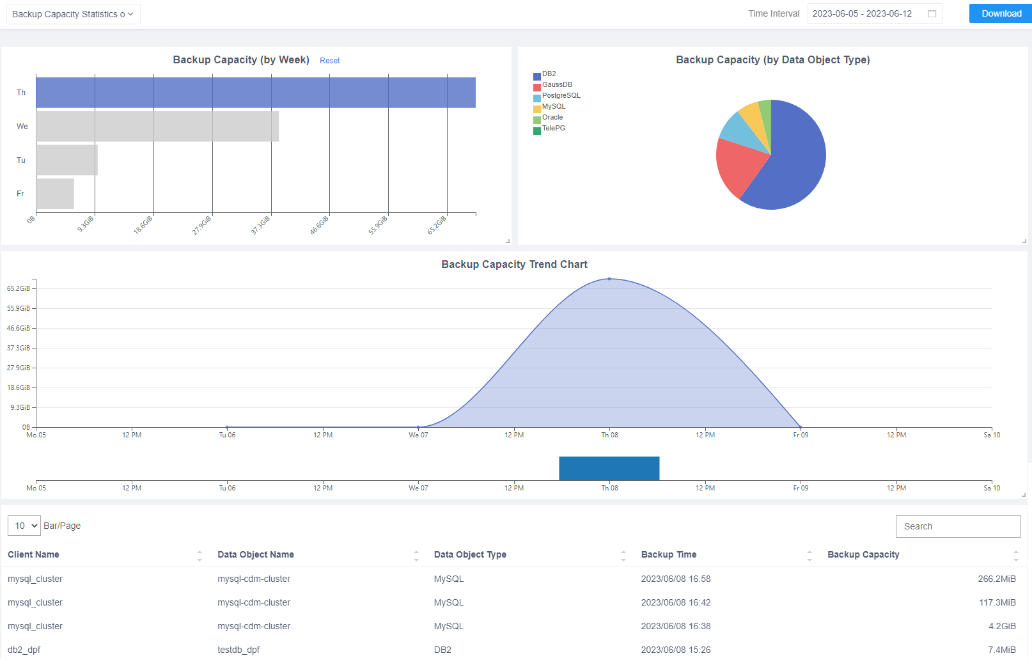 Backup Capacity Statistics o
Time Interval 2023-06-05 - 2023-06-12 Download
Backup Capacity (by Week) Reset
Th
We
Tu
Fr
0B 9.3GiB 18.6GiB 27.9GiB 37.3GiB 46.6GiB 55.9GiB 65.2GiB
Backup Capacity (by Data Object Type)
DB2
GaussDB
PostgreSQL
MySQL
Oracle
TelePG
Backup Capacity Trend Chart
65.2GiB
55.9GiB
46.6GiB
37.3GiB
27.9GiB
18.6GiB
9.3GiB
0B
Mo 05 12 PM Tu 06 12 PM We 07 12 PM Th 08 12 PM Fr 09 12 PM Sa 10
Mo 05 12 PM Tu 06 12 PM We 07 12 PM Th 08 12 PM Fr 09 12 PM Sa 10
10 Bar/Page Search
Client Name Data Object Name Data Object Type Backup Time Backup Capacity
mysql_cluster mysql-cdm-cluster MySQL 2023/06/08 16:58 266.2MiB
mysql_cluster mysql-cdm-cluster MySQL 2023/06/08 16:42 117.3MiB
mysql_cluster mysql-cdm-cluster MySQL 2023/06/08 16:38 4.2GiB
db2_dpf testdb_dpf DB2 2023/06/08 15:26 7.4MiB